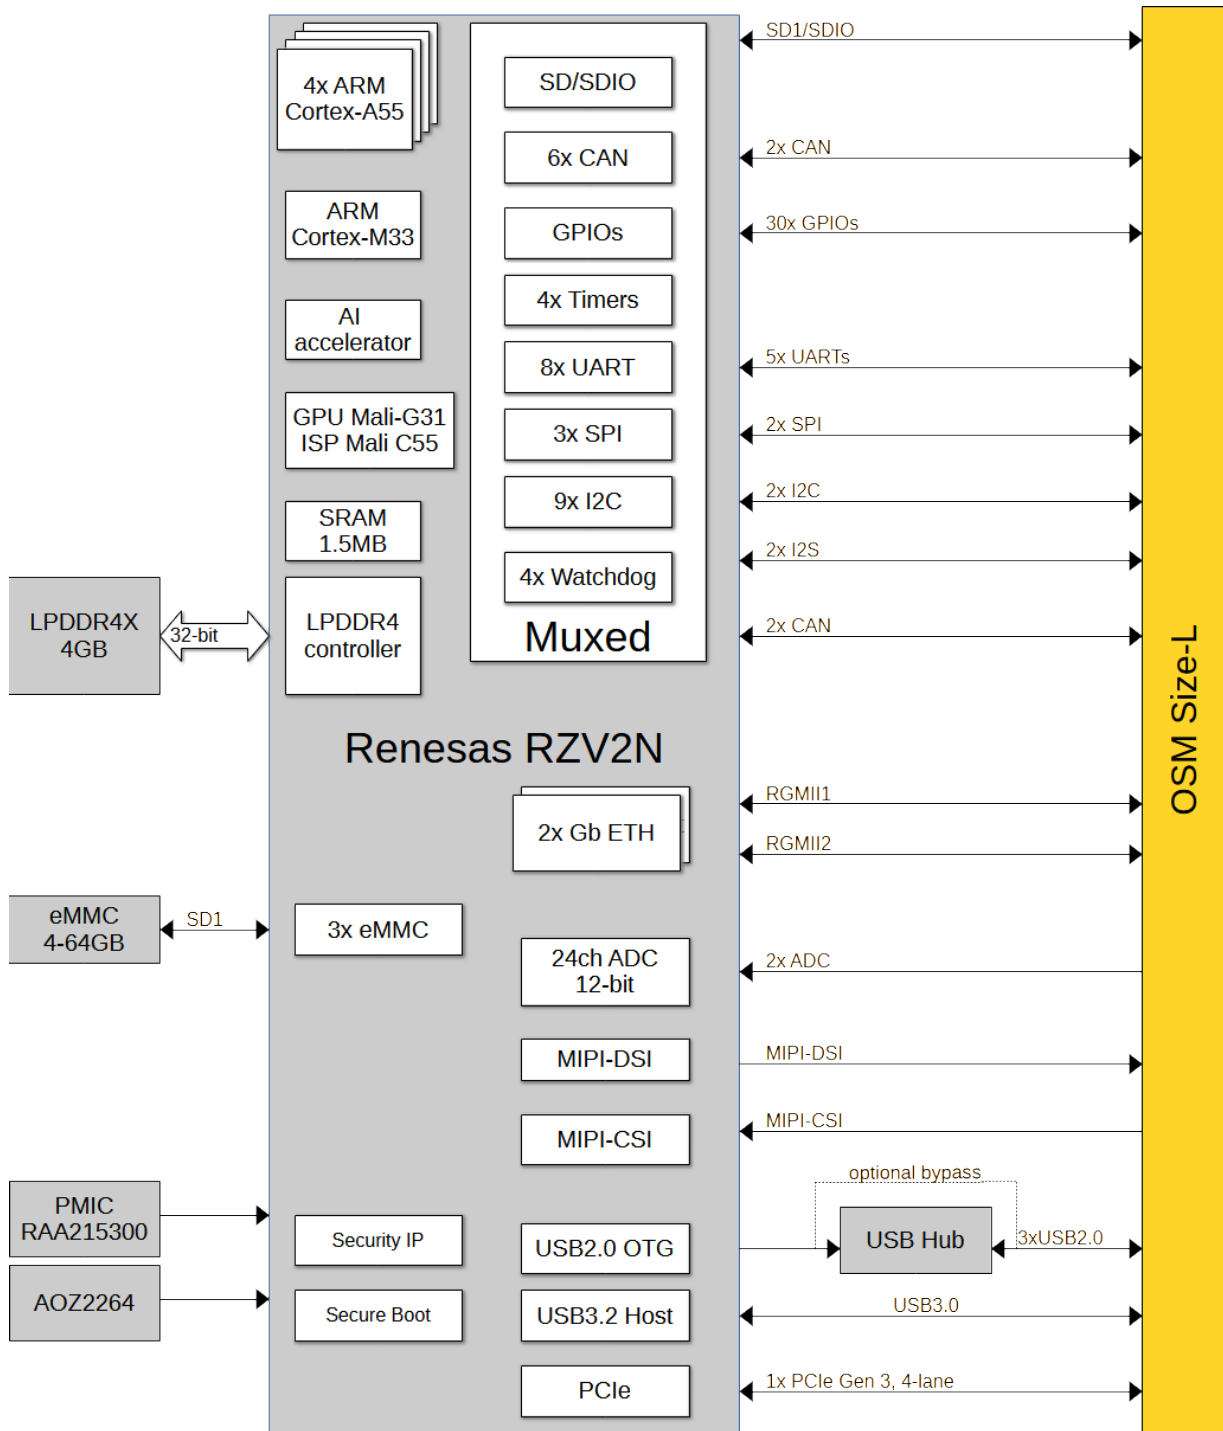 4x ARM
Cortex-A55
ARM
Cortex-M33
AI
accelerator
GPU Mali-G31
ISP Mali C55
SRAM
1.5MB
LPDDR4
controller
LPDDR4X
4GB
32-bit
SD/SDIO
6x CAN
GPIOs
4x Timers
8x UART
3x SPI
9x I2C
4x Watchdog
Muxed
SD1/SDIO
2x CAN
30x GPIOs
5x UARTs
2x SPI
2x I2C
2x I2S
2x CAN
OSM Size-L
Renesas RZV2N
2x Gb ETH
RGMII1
RGMII2
eMMC
4-64GB
SD1
3x eMMC
24ch ADC
12-bit
2x ADC
MIPI-DSI
MIPI-DSI
MIPI-CSI
MIPI-CSI
optional bypass
PMIC
RAA215300
Security IP
USB2.0 OTG
USB Hub
3xUSB2.0
AOZ2264
Secure Boot
USB3.2 Host
USB3.0
PCIe
1x PCIe Gen 3, 4-lane